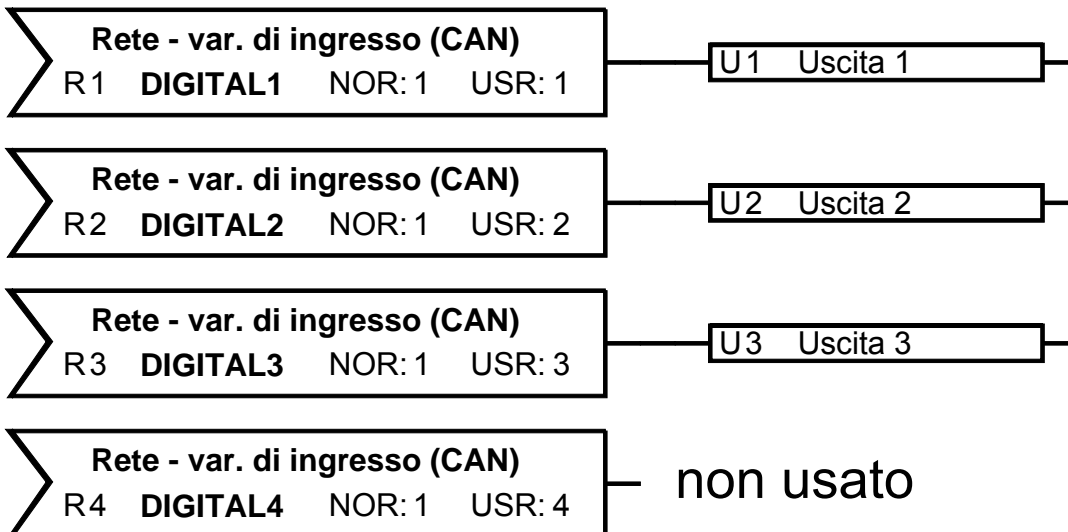 Rete - var. di ingresso (CAN)
R1 DIGITAL1 NOR: 1 USR: 1
U1 Uscita 1
Rete - var. di ingresso (CAN)
R2 DIGITAL2 NOR: 1 USR: 2
U2 Uscita 2
Rete - var. di ingresso (CAN)
R3 DIGITAL3 NOR: 1 USR: 3
U3 Uscita 3
Rete - var. di ingresso (CAN)
R4 DIGITAL4 NOR: 1 USR: 4
non usato